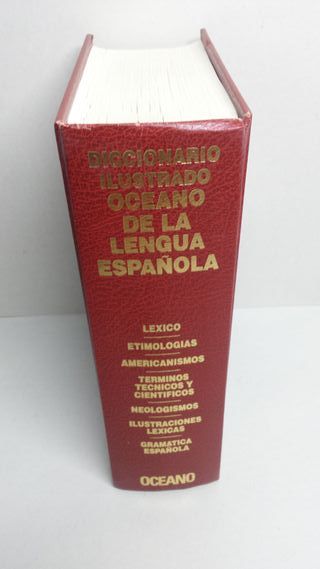 DICCIONARIO
ILUSTRADO
OCEANO
DE LA
LENGUA
ESPAÑOLA
LEXICO
ETIMOLOGIAS
AMERICANISMOS
TERMINOS
TECNICOS Y
CIENTIFICOS
NEOLOGISMOS
ILUSTRACIONES
LEXICAS
GRAMATICA
ESPAÑOLA
OCEANO